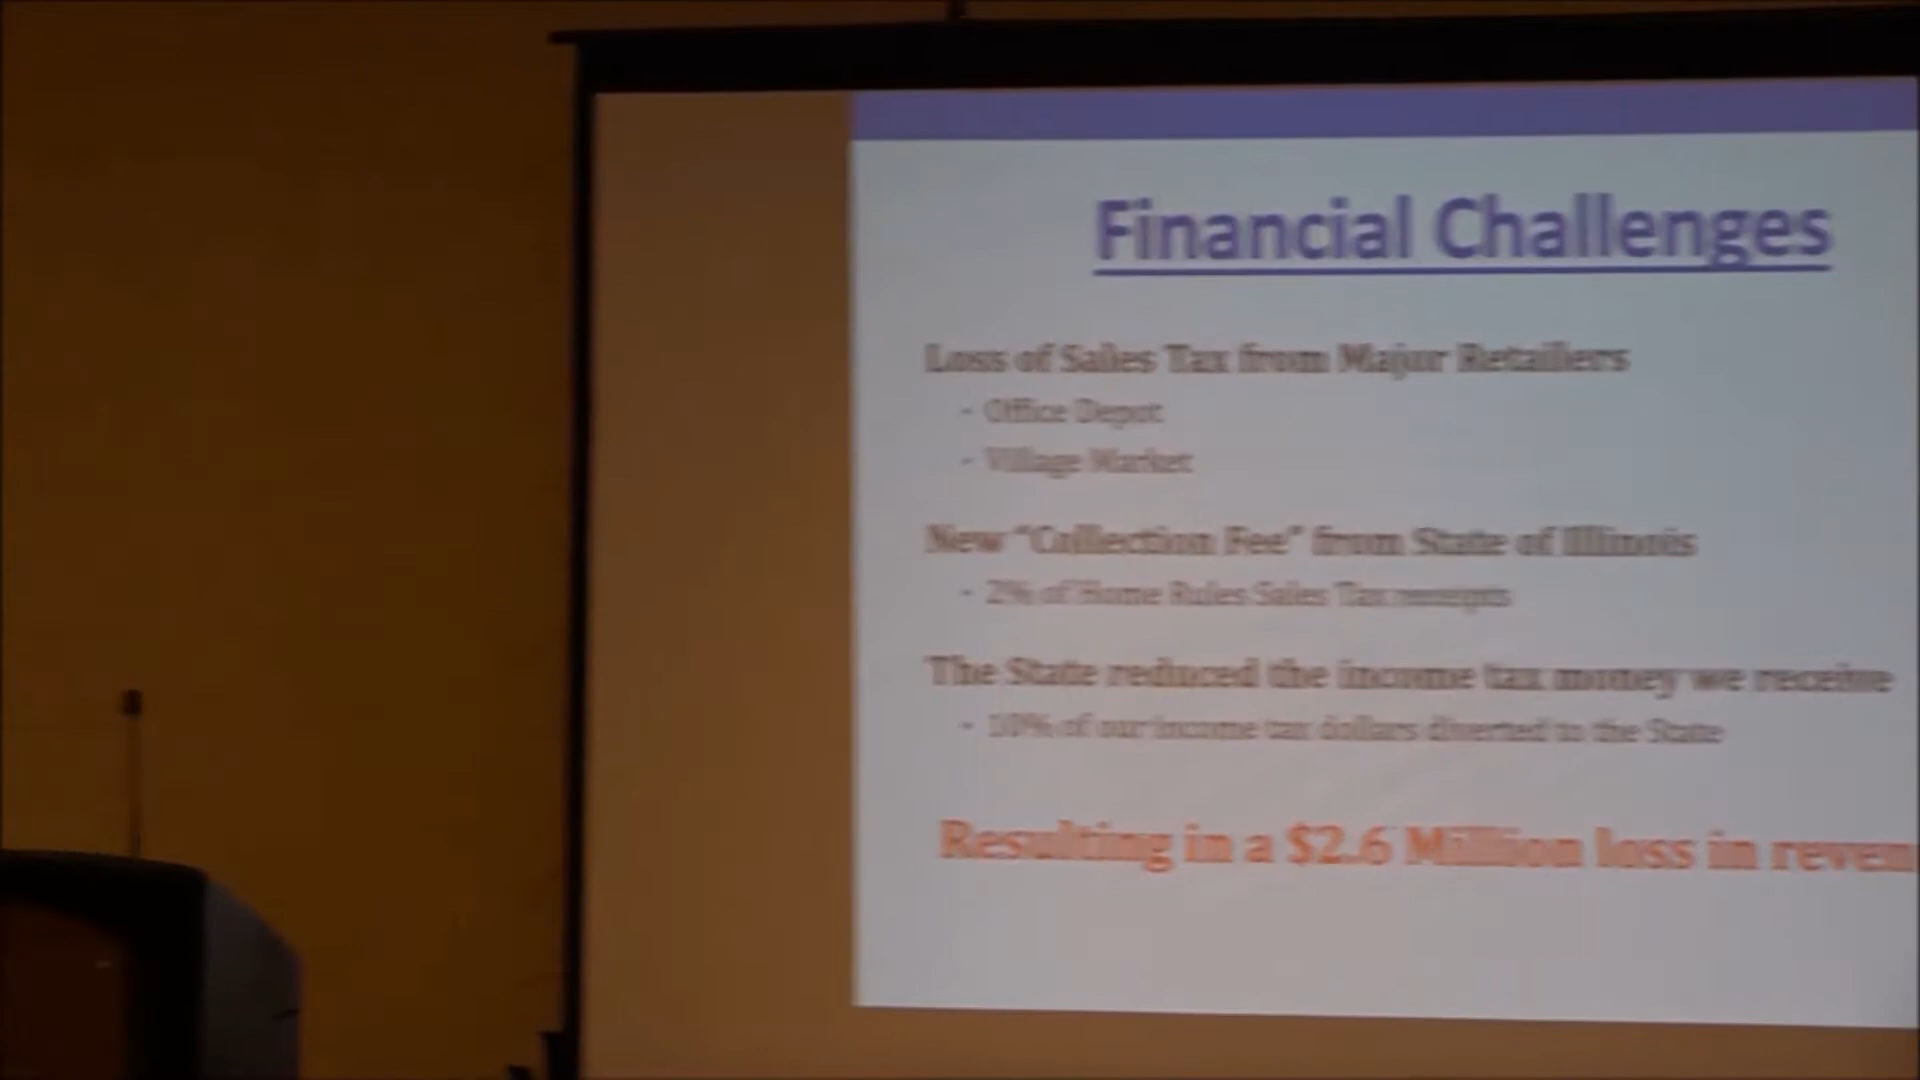 Financial Challenges
Loss of Sales Tax from Major Retailers
- Office Depot
- Village Market
New "Collection Fee" from State of Illinois
- 2% of Home Rules Sales Tax receipts
The State reduced the income tax money we receive
- 10% of our income tax dollars diverted to the State
Resulting in a $2.6 Million loss in reven